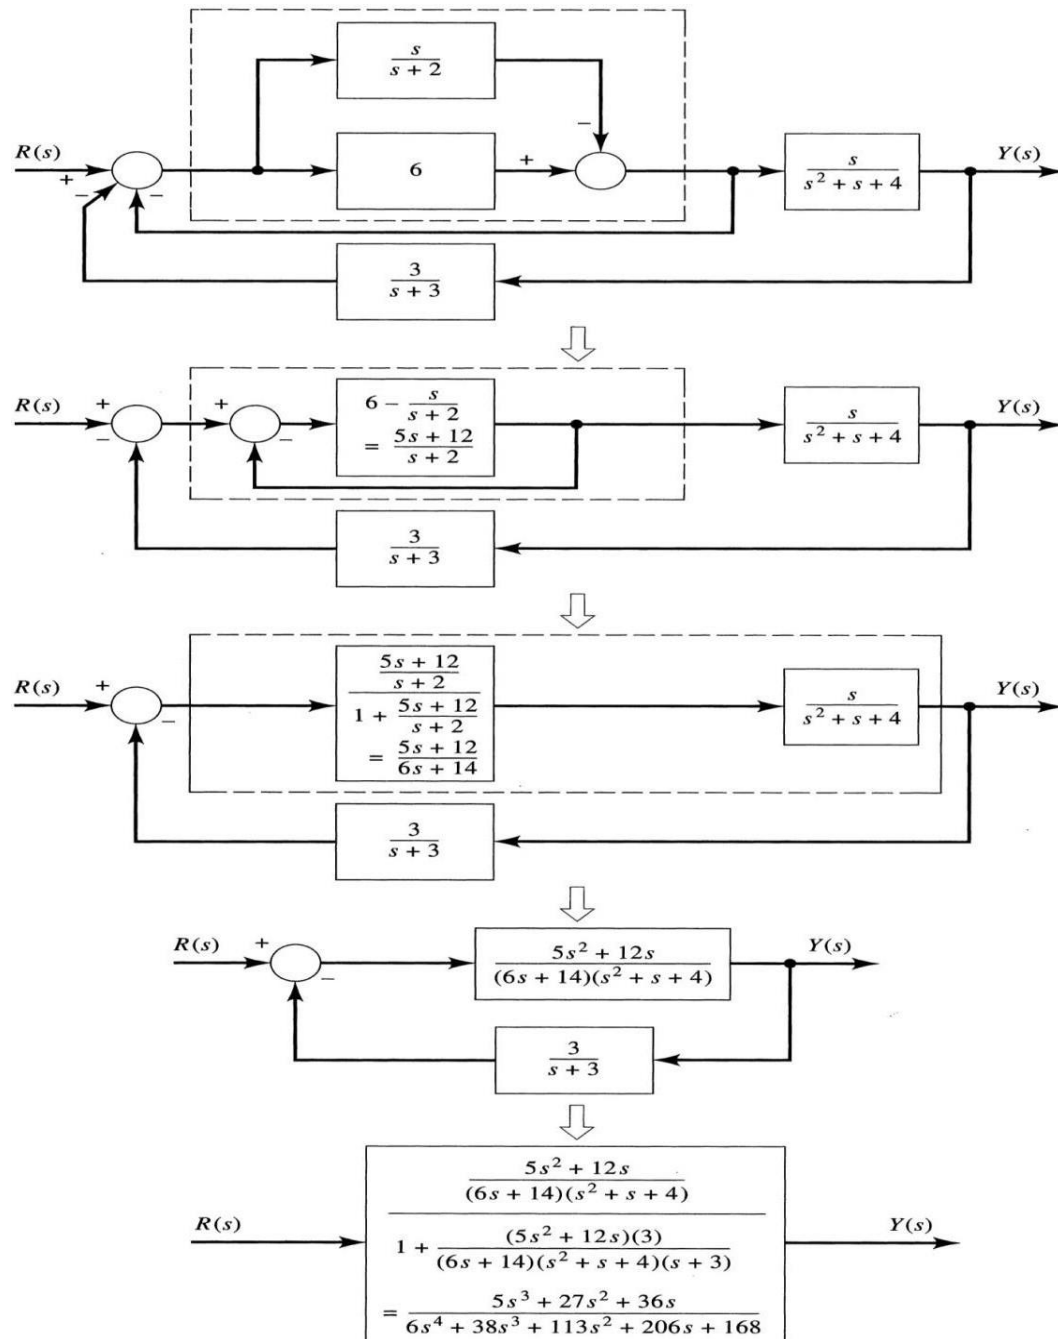 s
s + 2
−
R(s)
+
−
−
6
+
s
s² + s + 4
Y(s)
3
s + 3
R(s)
+
−
+
−
6 − s
s + 2
= 5s + 12
s + 2
s
s² + s + 4
Y(s)
3
s + 3
R(s)
+
−
5s + 12
s + 2
1 + 5s + 12
s + 2
= 5s + 12
6s + 14
s
s² + s + 4
Y(s)
3
s + 3
R(s)
+
−
5s² + 12s
(6s + 14)(s² + s + 4)
Y(s)
3
s + 3
R(s)
5s² + 12s
(6s + 14)(s² + s + 4)
1 + (5s² + 12s)(3)
(6s + 14)(s² + s + 4)(s + 3)
= 5s³ + 27s² + 36s
6s⁴ + 38s³ + 113s² + 206s + 168
Y(s)